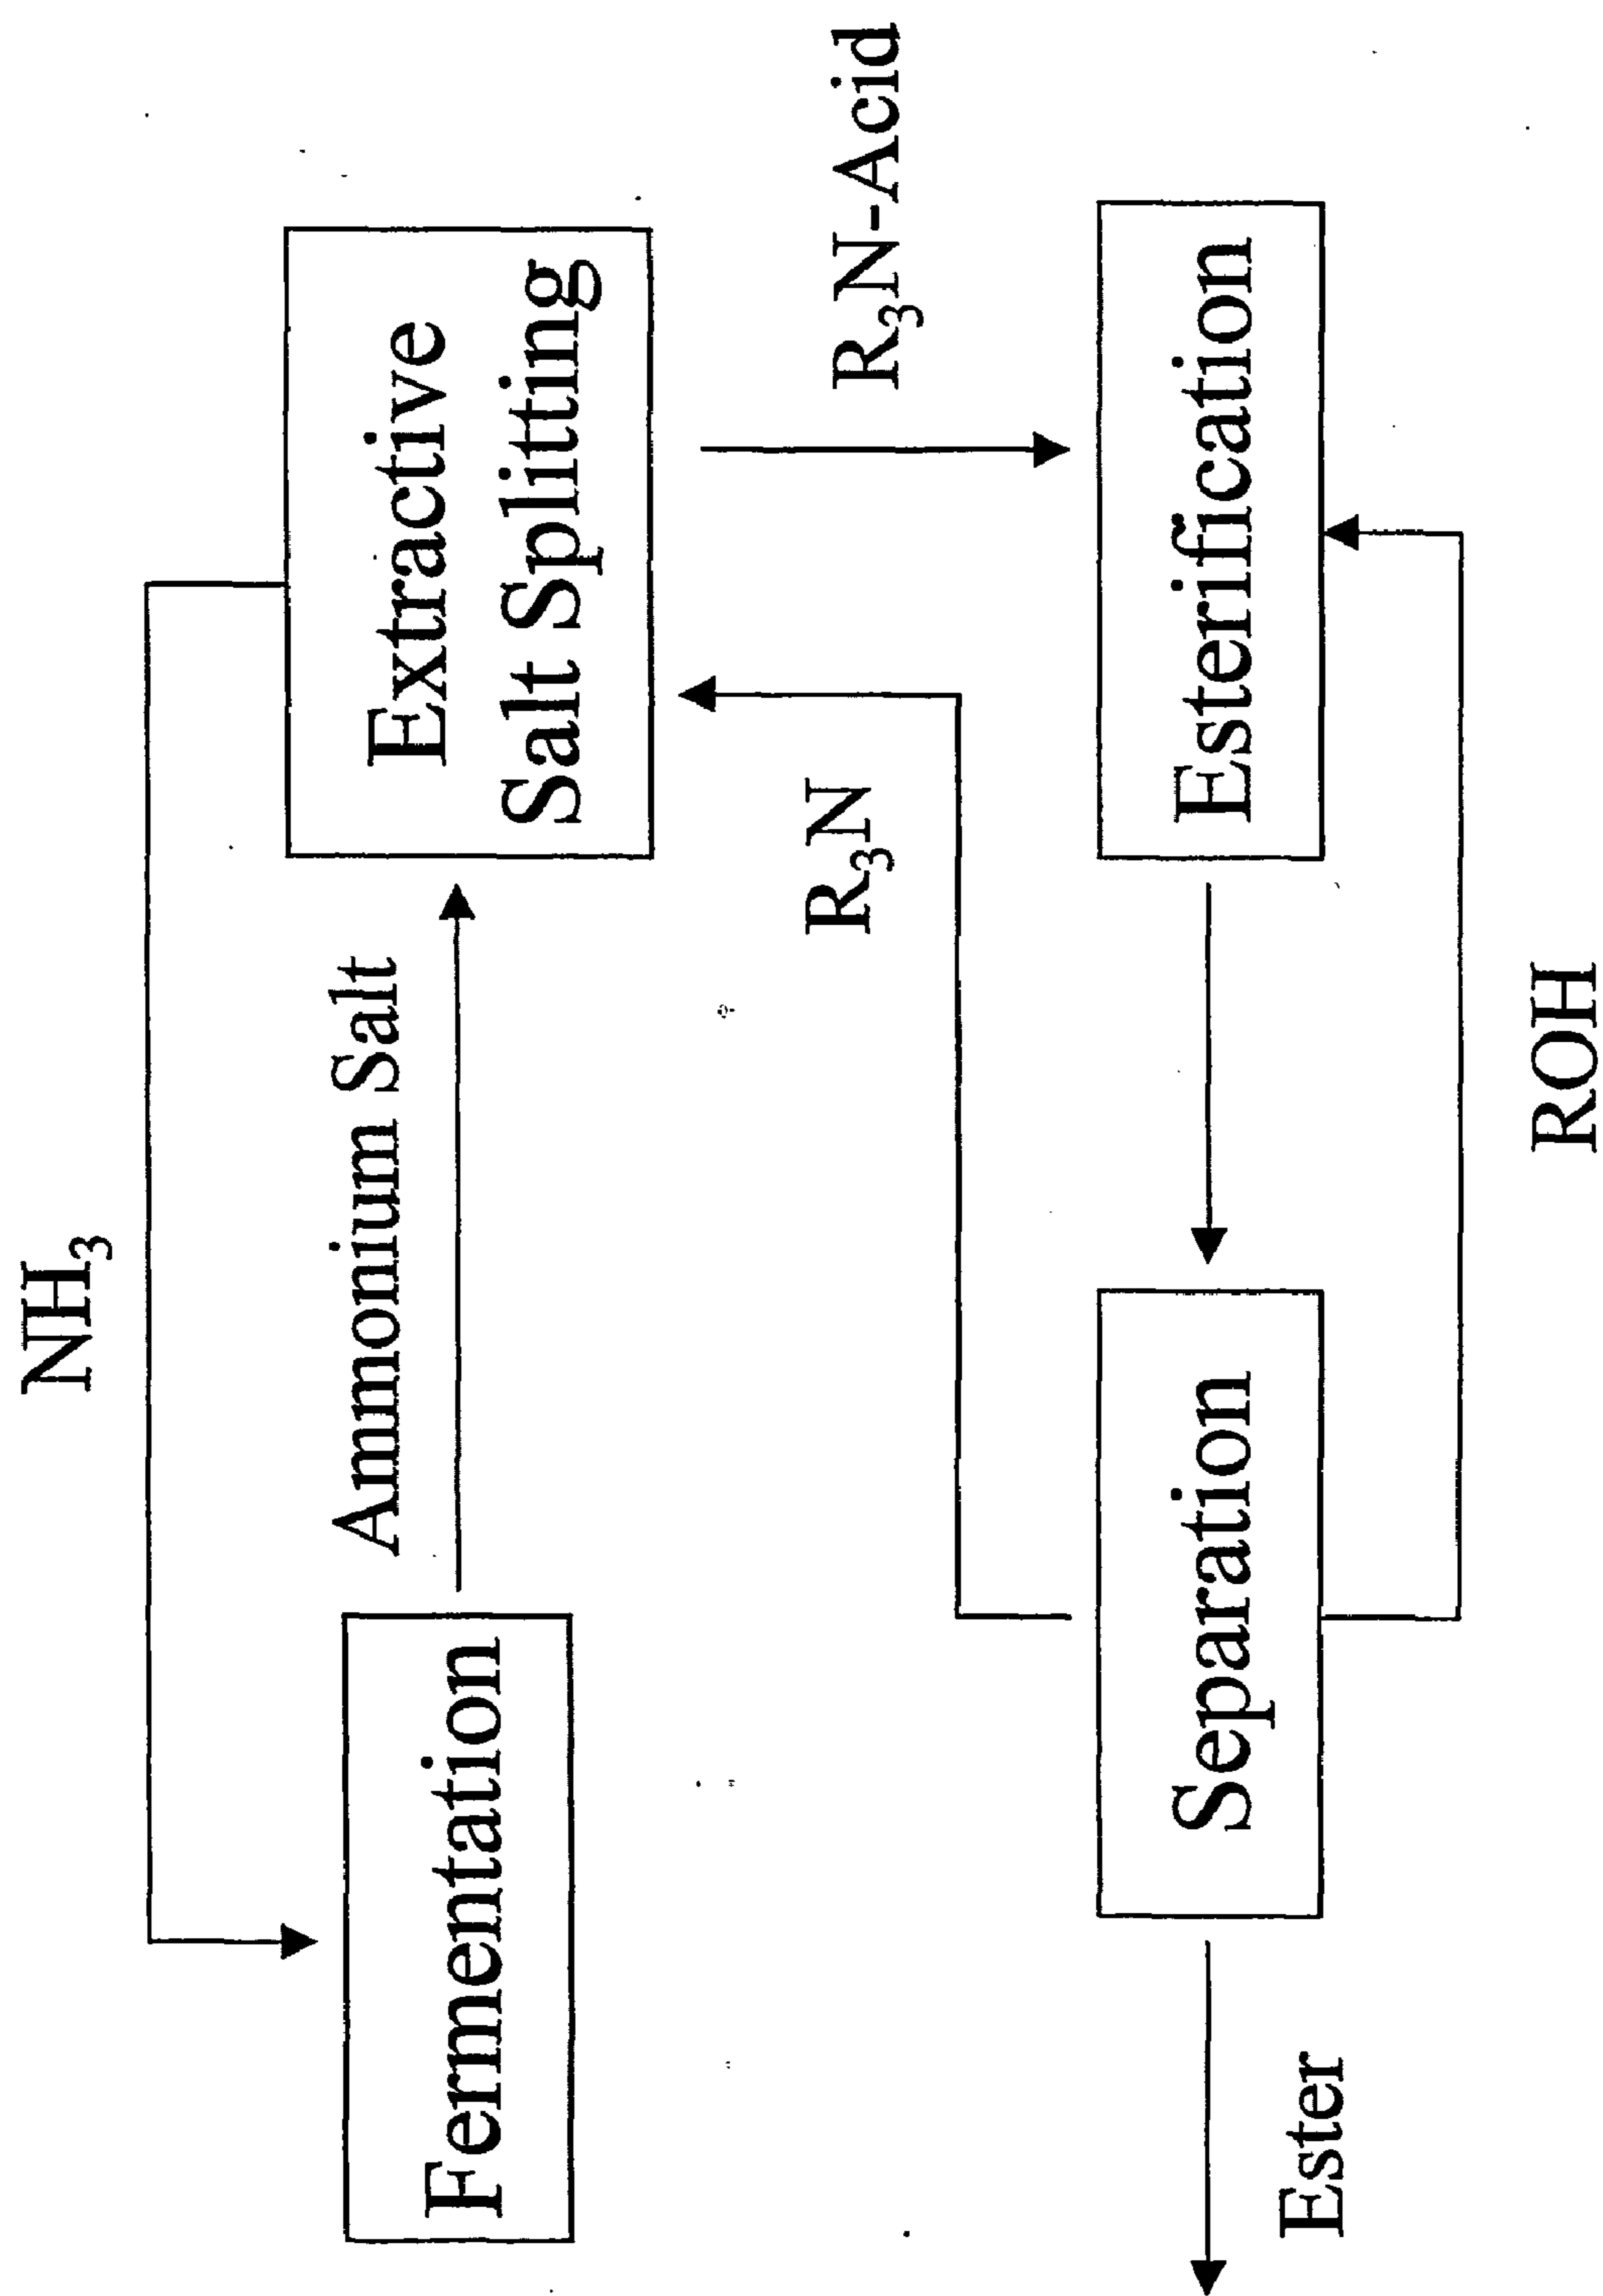 NH₃
Fermentation
Ammonium Salt
Extractive
Salt Splitting
R₃N
R₃N-Acid
Ester
Separation
Esterification
ROH